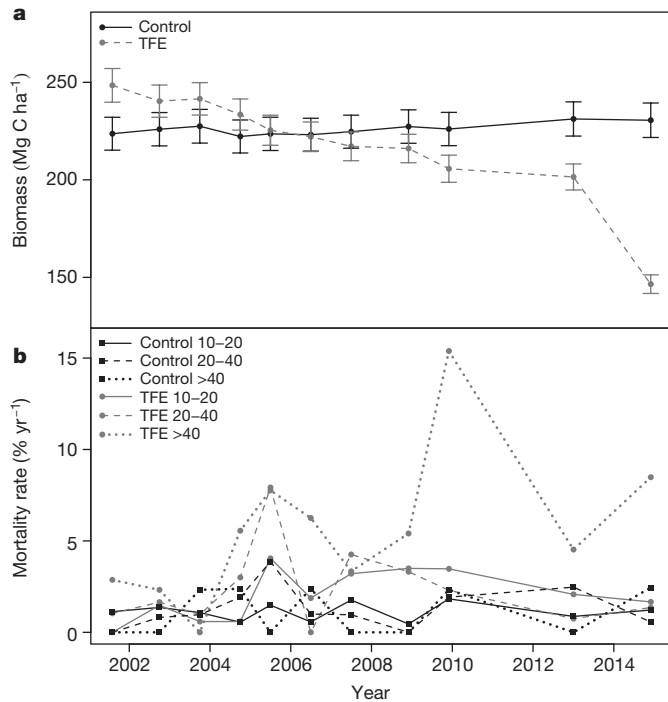 a
Control
TFE
250
200
150
Biomass (Mg C ha⁻¹)
b
Control 10–20
Control 20–40
Control >40
TFE 10–20
TFE 20–40
TFE >40
15
10
5
0
Mortality rate (% yr⁻¹)
2002 2004 2006 2008 2010 2012 2014
Year